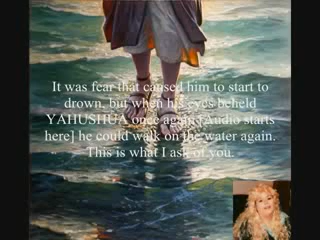 It was fear that caused him to start to
drown, but when his eyes beheld
YAHUSHUA once again [Audio starts
here] he could walk on the water again.
This is what I ask of you.